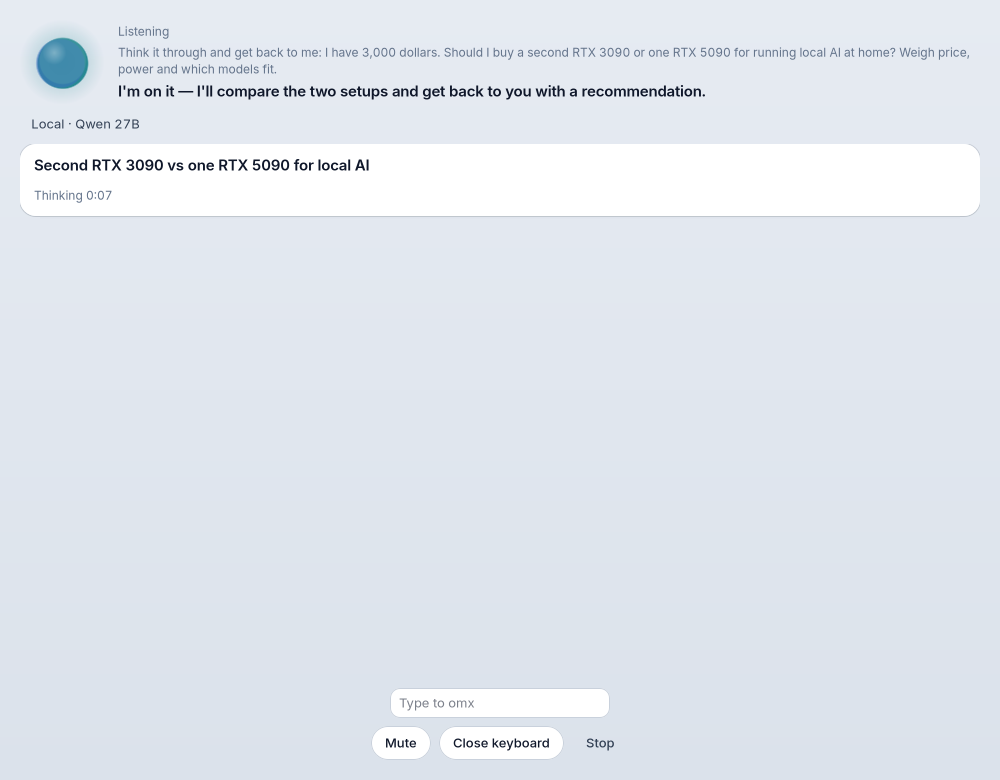 Listening
Think it through and get back to me: I have 3,000 dollars. Should I buy a second RTX 3090 or one RTX 5090 for running local AI at home? Weigh price,
power and which models fit.
I'm on it — I'll compare the two setups and get back to you with a recommendation.
Local · Qwen 27B
Second RTX 3090 vs one RTX 5090 for local AI
Thinking 0:07
Type to omx
Mute
Close keyboard
Stop